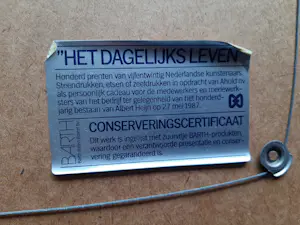 "HET DAGELIJKS LEVEN"
Honderd prenten van vijfentwintig Nederlandse kunstenaars.
Steendrukken, etsen of zeefdrukken in opdracht van Ahold nv
als persoonlijk cadeau voor de medewerkers en medewerk-
sters van het bedrijf ter gelegenheid van het honderd-
jarig bestaan van Albert Heijn op 27 mei 1987.
CONSERVERINGSCERTIFICAAT
Dit werk is ingelijst met zuurvrije BARTH-produkten,
waardoor een verantwoorde presentatie en conser-
vering gegarandeerd is.
BARTH